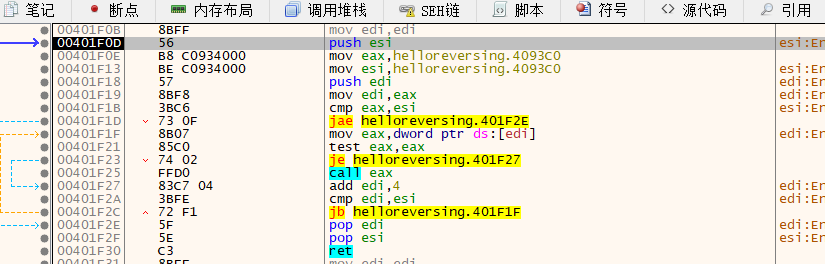 笔记 断点 内存布局 调用堆栈 SEH链 脚本 符号 源代码 引用
00401F0B 8BFF mov edi,edi
00401F0D 56 push esi esi:Er
00401F0E B8 C0934000 mov eax,helloreversing.4093C0
00401F13 BE C0934000 mov esi,helloreversing.4093C0 esi:Er
00401F18 57 push edi edi:Er
00401F19 8BF8 mov edi,eax edi:Er
00401F1B 3BC6 cmp eax,esi esi:Er
00401F1D 73 0F jae helloreversing.401F2E
00401F1F 8B07 mov eax,dword ptr ds:[edi] edi:Er
00401F21 85C0 test eax,eax
00401F23 74 02 je helloreversing.401F27
00401F25 FFD0 call eax
00401F27 83C7 04 add edi,4 edi:Er
00401F2A 3BFE cmp edi,esi edi:Er
00401F2C 72 F1 jb helloreversing.401F1F
00401F2E 5F pop edi edi:Er
00401F2F 5E pop esi esi:Er
00401F30 C3 ret
00401F31 8BFF mov edi,edi